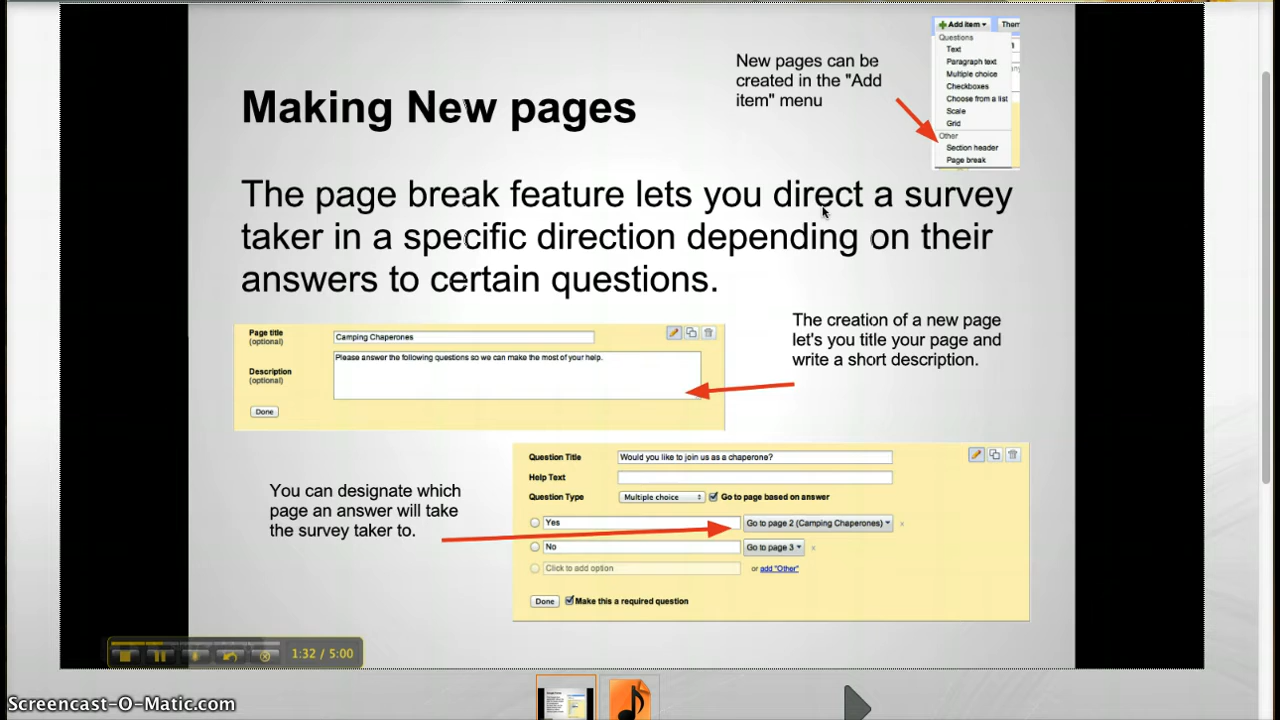 Add item
Them
Questions
Text
Paragraph text
Multiple choice
Checkboxes
Choose from a list
Scale
Grid
Other
Section header
Page break
New pages can be
created in the "Add
item" menu
Making New pages
The page break feature lets you direct a survey
taker in a specific direction depending on their
answers to certain questions.
Page title
(optional)
Camping Chaperones
Description
(optional)
Please answer the following questions so we can make the most of your help.
Done
The creation of a new page
let's you title your page and
write a short description.
You can designate which
page an answer will take
the survey taker to.
Question Title
Would you like to join us as a chaperone?
Help Text
Question Type
Multiple choice
Go to page based on answer
Yes
Go to page 2 (Camping Chaperones)
x
No
Go to page 3
x
Click to add option
or add "Other"
Done
Make this a required question
1:32 / 5:00
Screencast-O-Matic.com